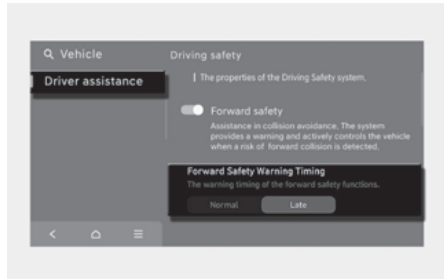 Vehicle
Driving safety
Driver assistance
The properties of the Driving Safety system.
Forward safety
Assistance in collision avoidance. The system
provides a warning and actively controls the vehicle
when a risk of forward collision is detected.
Forward Safety Warning Timing
The warning timing of the forward safety functions.
Normal
Late